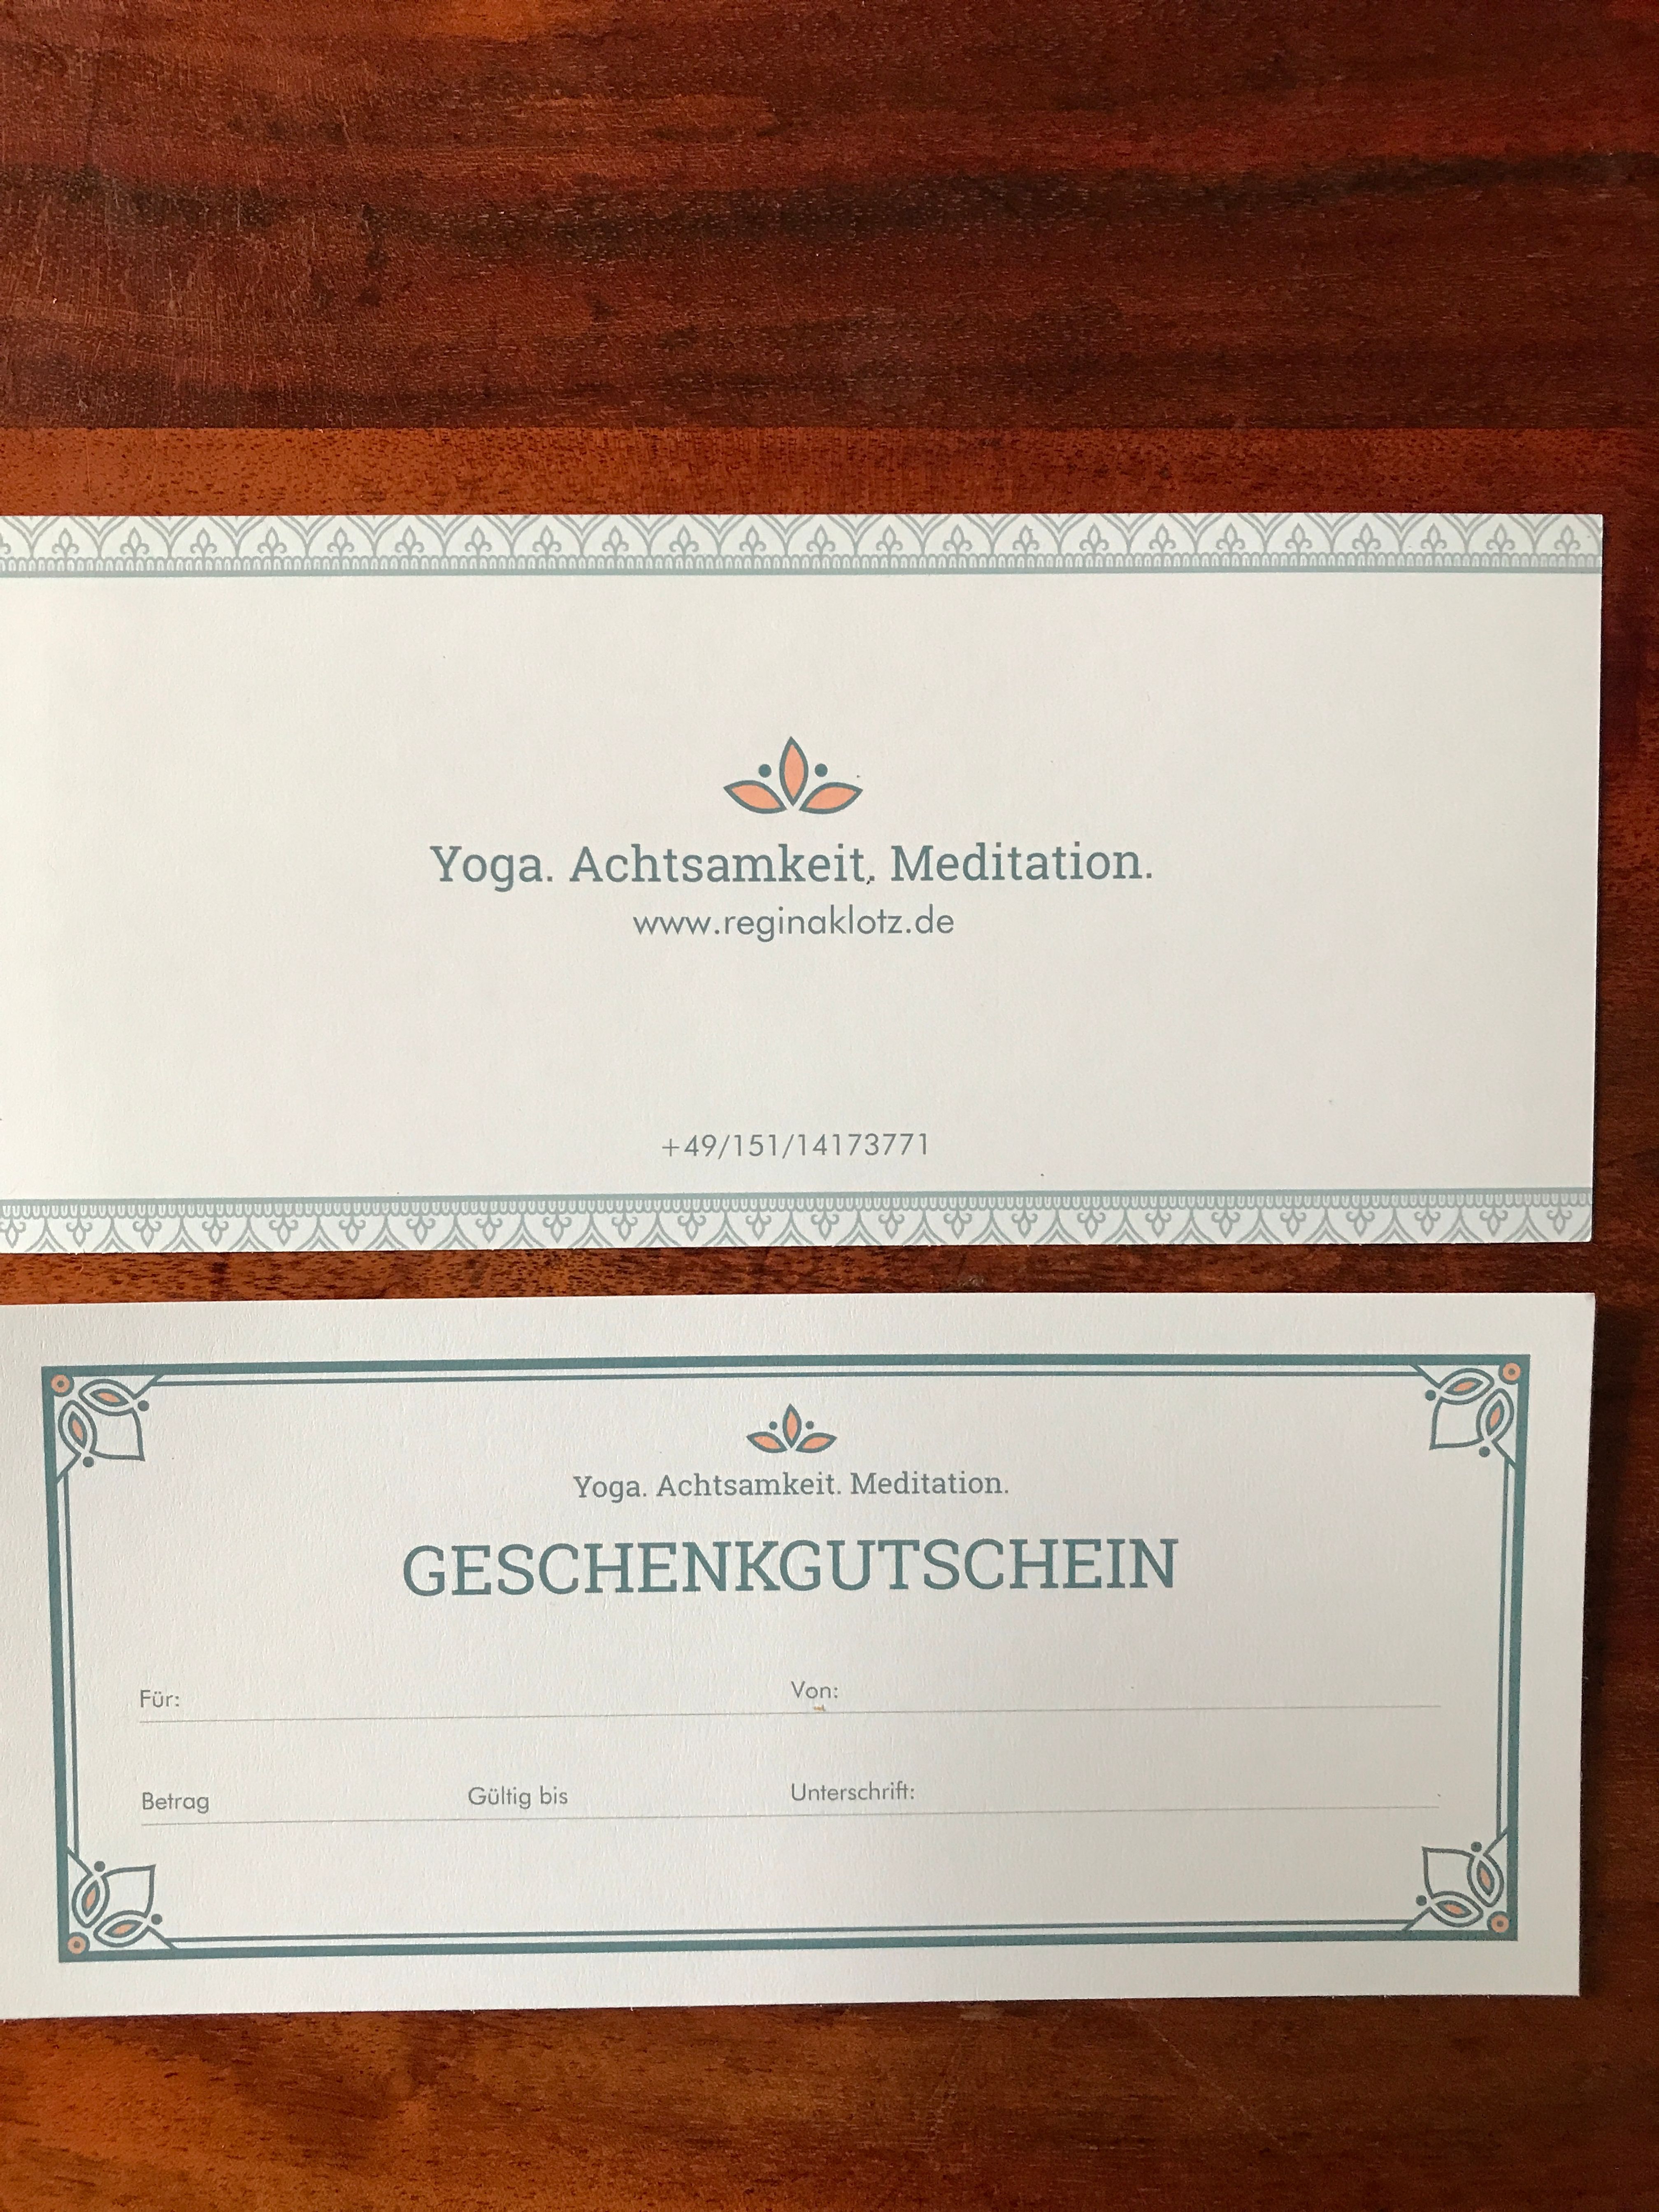 Yoga. Achtsamkeit. Meditation.
www.reginaklotz.de
+49/151/14173771
Yoga. Achtsamkeit. Meditation.
GESCHENKGUTSCHEIN
Für: Von:
Betrag Gültig bis Unterschrift: